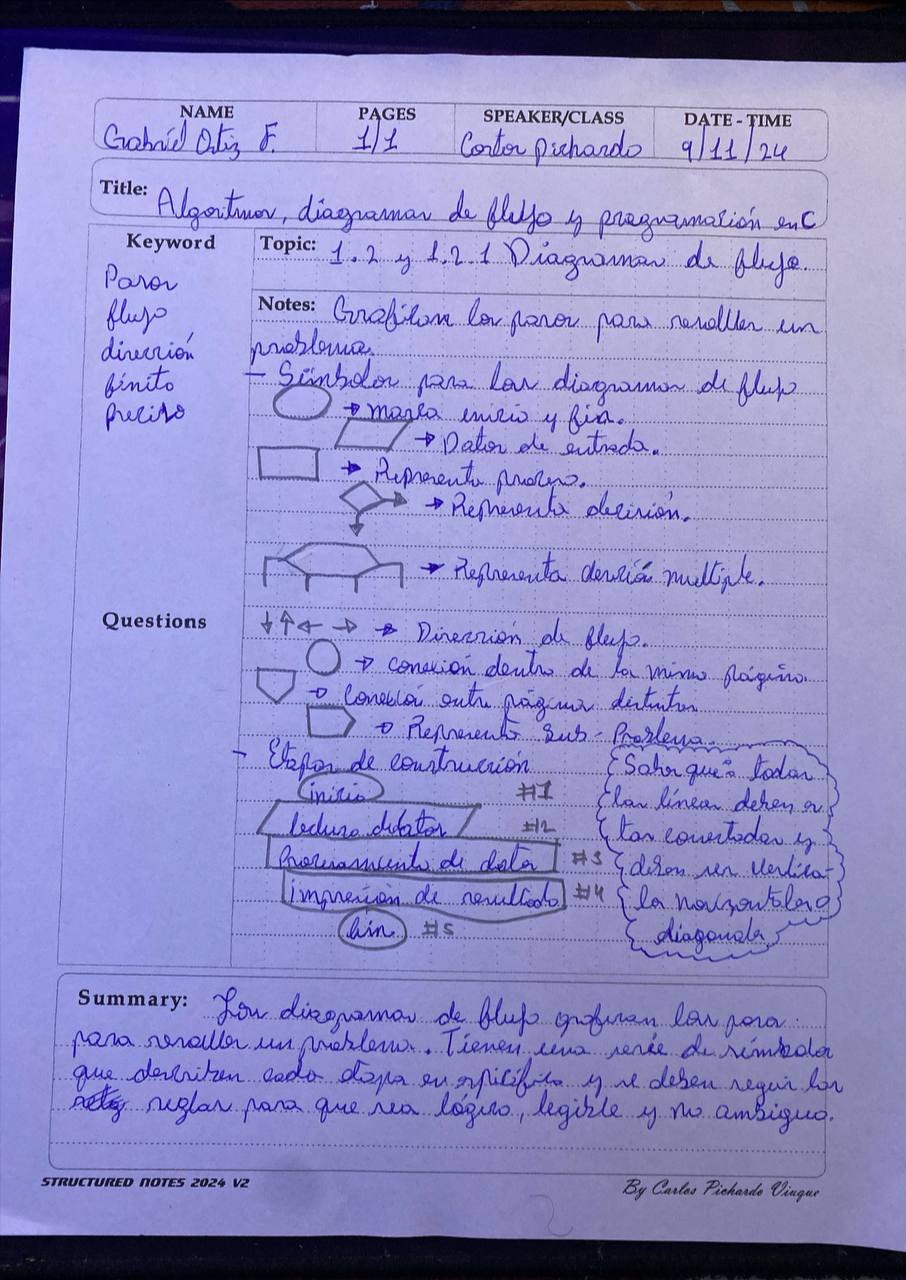 NAME PAGES SPEAKER/CLASS DATE - TIME
Gabriel Ortiz F. 1/1 Carlos Pichardo 9/11/24
Title: Algoritmos, diagramas de flujo y programación en C
Keyword
Pasos
flujo
dirección
finito
preciso
Topic: 1.2 y 1.2.1 Diagramas de flujo.
Notes: Grafican los pasos para resolver un
problema.
- Símbolos para los diagramas de flujo
→ marca inicio y fin.
→ Datos de entrada.
→ Representa proceso.
→ Representa decisión.
→ Representa decisión multiple.
Questions
↓ ↑ ← → → Dirección de flujo.
→ conexión dentro de la misma página.
→ Conexión entre página distintas
→ Representa Sub-Problema.
- Etapas de construcción
inicio #1
lectura de datos #2
Procesamiento de datos #3
impresión de resultado #4
fin #5
Saber que: todas
las líneas deben es
tar conectadas y
deben ser vertica-
les horizontales o
diagonales
Summary: Los diagramas de flujo grafican los pasos
para resolver un problema. Tienen una serie de símbolos
que describen cada etapa en específico y se deben seguir las
reglas para que sea lógico, legible y no ambiguo.
STRUCTURED NOTES 2024 V2
By Carlos Pichardo Viuque